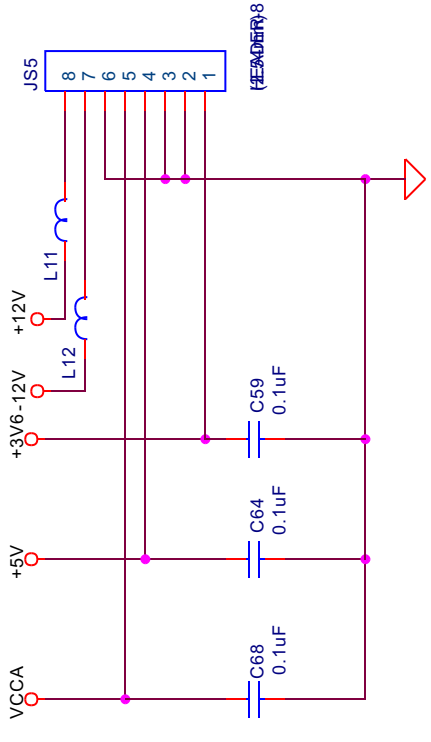 JS5
8
7
6
5
4
3
2
1
L11
+12V
L12
-12V
+3V6
C59
0.1uF
+5V
C64
0.1uF
VCCA
C68
0.1uF